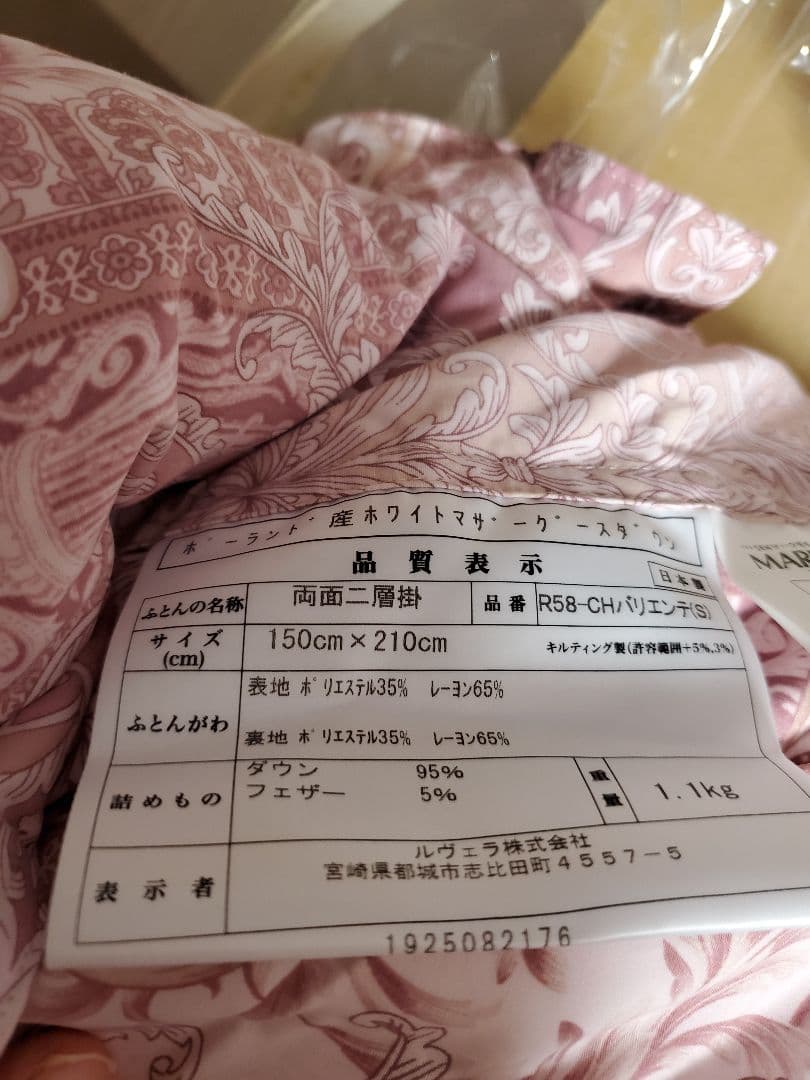 ポーランド産ホワイトマザーグースダウン
品質表示
日本製
ふとんの名称 両面二層掛 品番 R58-CHバリエンテ(S)
サイズ(cm) 150cm×210cm キルティング製(許容範囲+5%,3%)
ふとんがわ 表地 ポリエステル35% レーヨン65%
裏地 ポリエステル35% レーヨン65%
詰めもの ダウン 95% 重量 1.1kg
フェザー 5%
表示者 ルヴェラ株式会社
宮崎県都城市志比田町4557-5
1925082176